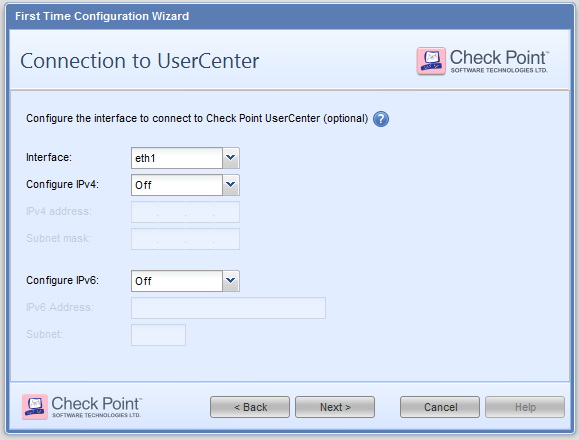 First Time Configuration Wizard
Connection to UserCenter
Check Point™
SOFTWARE TECHNOLOGIES LTD.
Configure the interface to connect to Check Point UserCenter (optional) ?
Interface: eth1
Configure IPv4: Off
IPv4 address: . . .
Subnet mask: . . .
Configure IPv6: Off
IPv6 Address:
Subnet:
Check Point™
SOFTWARE TECHNOLOGIES LTD.
< Back Next > Cancel Help